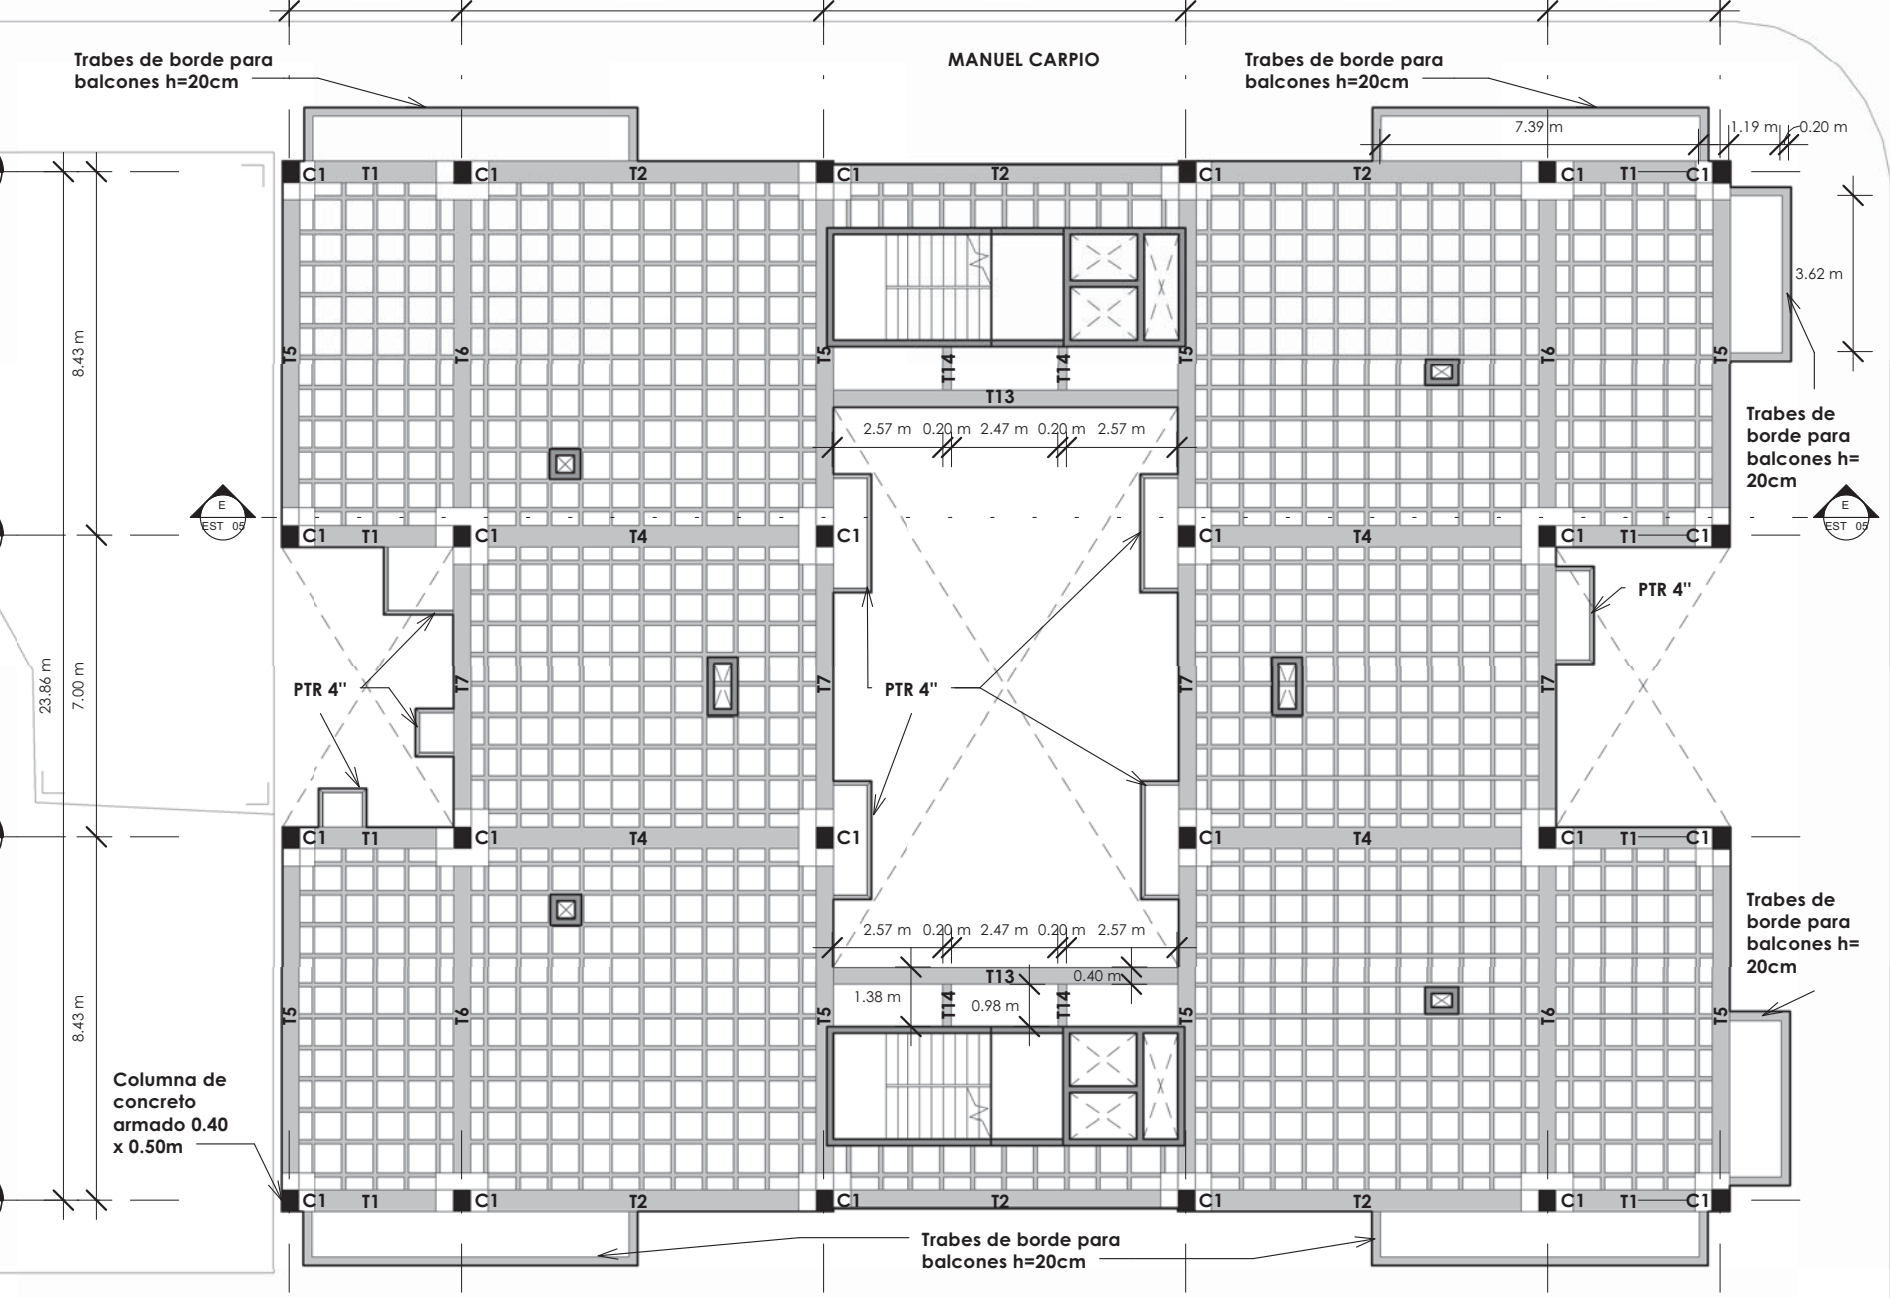 Trabes de borde para
balcones h=20cm
MANUEL CARPIO
Trabes de borde para
balcones h=20cm
7.39 m
1.19 m
0.20 m
C1 T1 C1 T2 C1 T2 C1 T2 C1 T1 C1
3.62 m
8.43 m
T5 T6 T5 T14 T14 T5 T6 T5
T13
2.57 m 0.20 m 2.47 m 0.20 m 2.57 m
Trabes de
borde para
balcones h=
20cm
E
EST 05
E
EST 05
C1 T1 C1 T4 C1 C1 T4 C1 T1 C1
PTR 4"
23.86 m
7.00 m
PTR 4"
T7 T7 PTR 4" T7 T7
C1 T1 C1 T4 C1 C1 T4 C1 T1 C1
Trabes de
borde para
balcones h=
20cm
2.57 m 0.20 m 2.47 m 0.20 m 2.57 m
T13 0.40 m
1.38 m
0.98 m
8.43 m
T5 T6 T5 T14 T14 T5 T6 T5
Columna de
concreto
armado 0.40
x 0.50m
C1 T1 C1 T2 C1 T2 C1 T2 C1 T1 C1
Trabes de borde para
balcones h=20cm